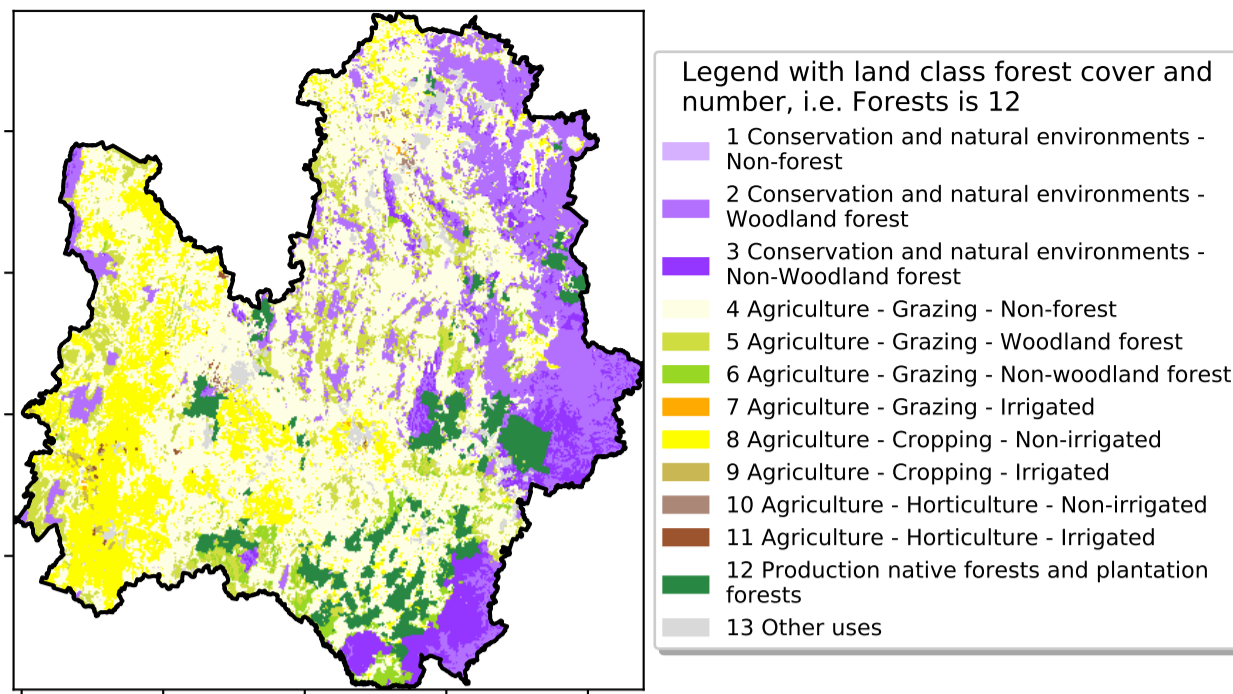 Legend with land class forest cover and
number, i.e. Forests is 12
1 Conservation and natural environments -
Non-forest
2 Conservation and natural environments -
Woodland forest
3 Conservation and natural environments -
Non-Woodland forest
4 Agriculture - Grazing - Non-forest
5 Agriculture - Grazing - Woodland forest
6 Agriculture - Grazing - Non-woodland forest
7 Agriculture - Grazing - Irrigated
8 Agriculture - Cropping - Non-irrigated
9 Agriculture - Cropping - Irrigated
10 Agriculture - Horticulture - Non-irrigated
11 Agriculture - Horticulture - Irrigated
12 Production native forests and plantation
forests
13 Other uses